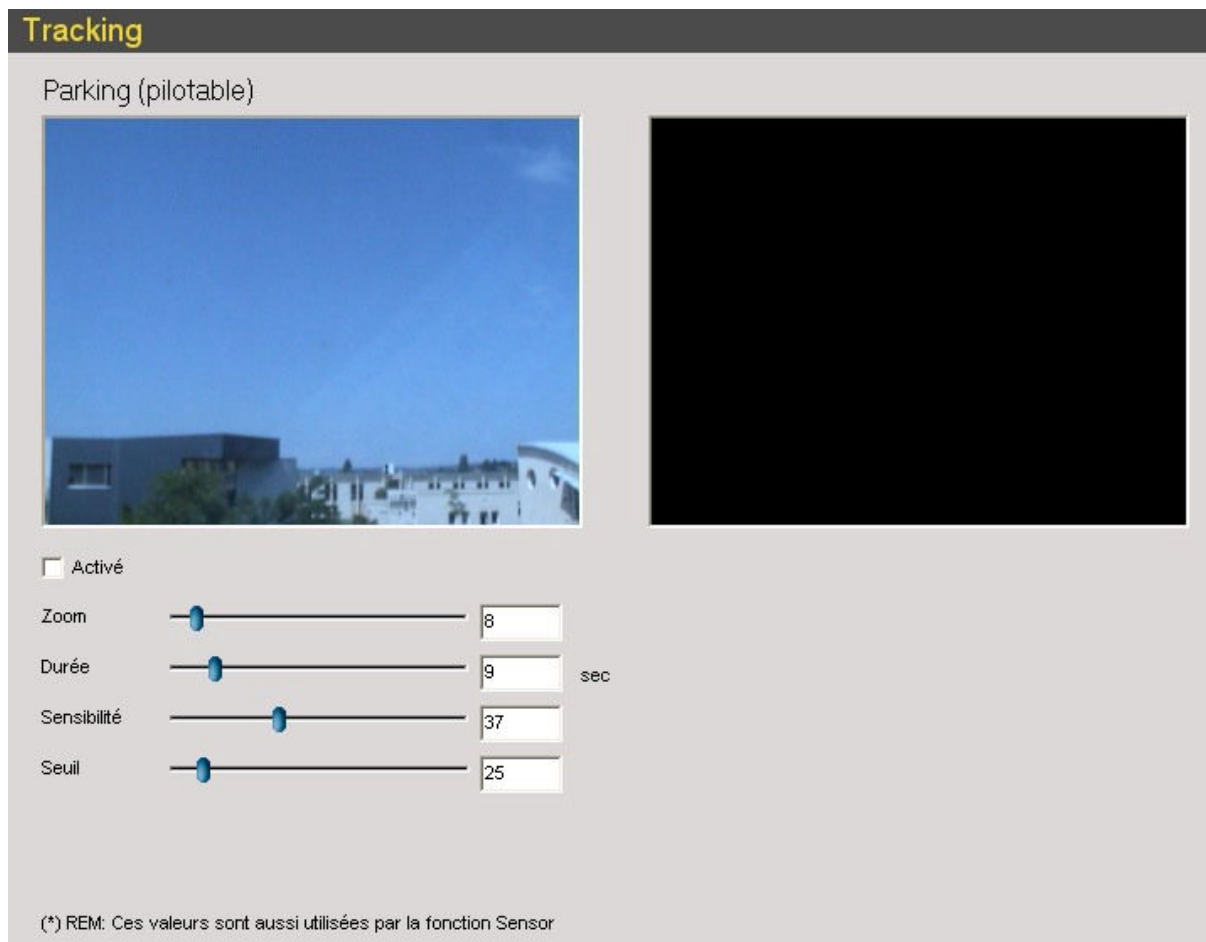 Tracking
Parking (pilotable)
Activé
Zoom
8
Durée
9
sec
Sensibilité
37
Seuil
25
(*) REM: Ces valeurs sont aussi utilisées par la fonction Sensor